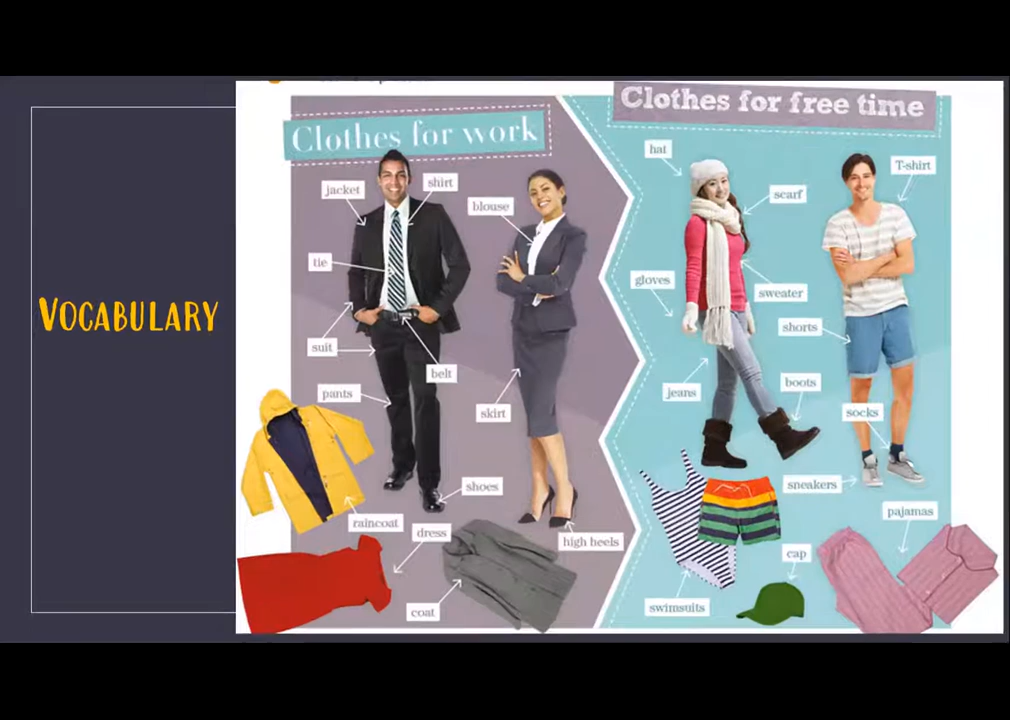 VOCABULARY
Clothes for work
jacket
shirt
blouse
tie
suit
belt
pants
skirt
shoes
raincoat
dress
high heels
coat
Clothes for free time
hat
T-shirt
scarf
gloves
sweater
shorts
jeans
boots
socks
sneakers
pajamas
cap
swimsuits